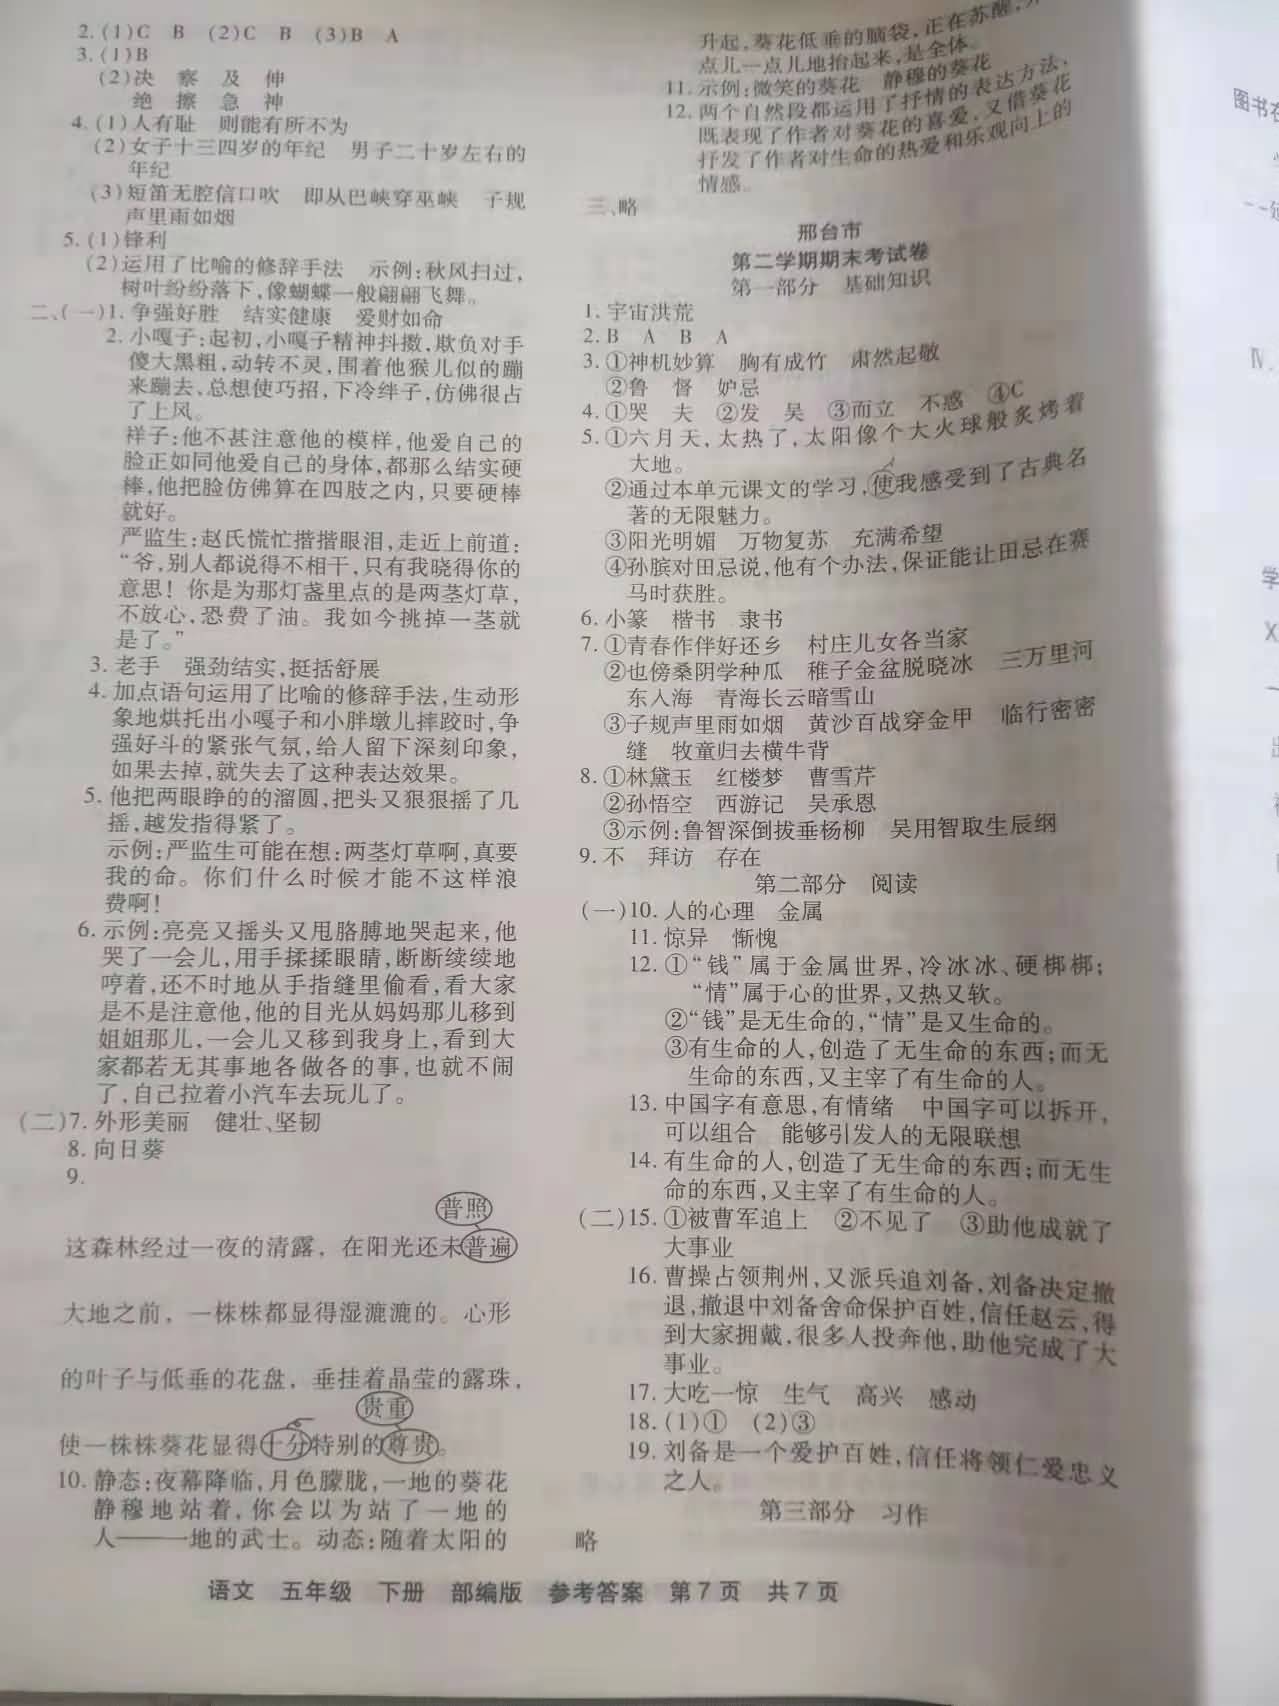 2. (1)C B (2)C B (3)B A
3. (1)B
(2)决 察 及 伸
绝 擦 急 神
4. (1)人有耻 则能有所不为
(2)女子十三四岁的年纪 男子二十岁左右的
年纪
(3)短笛无腔信口吹 即从巴峡穿巫峡 子规
声里雨如烟
5. (1)锋利
(2)运用了比喻的修辞手法 示例:秋风扫过,
树叶纷纷落下,像蝴蝶一般翩翩飞舞。
二、(一)1. 争强好胜 结实健康 爱财如命
2. 小嘎子:起初,小嘎子精神抖擞,欺负对手
傻大黑粗,动转不灵,围着他猴儿似的蹦
来蹦去,总想使巧招,下冷绊子,仿佛很占
了上风。
祥子:他不甚注意他的模样,他爱自己的
脸正如同他爱自己的身体,都那么结实硬
棒,他把脸仿佛算在四肢之内,只要硬棒
就好。
严监生:赵氏慌忙揩揩眼泪,走近上前道:
“爷,别人都说得不相干,只有我晓得你的
意思! 你是为那灯盏里点的是两茎灯草,
不放心,恐费了油。我如今挑掉一茎就
是了。”
3. 老手 强劲结实,挺括舒展
4. 加点语句运用了比喻的修辞手法,生动形
象地烘托出小嘎子和小胖墩儿摔跤时,争
强好斗的紧张气氛,给人留下深刻印象,
如果去掉,就失去了这种表达效果。
5. 他把两眼睁的的溜圆,把头又狠狠摇了几
摇,越发指得紧了。
示例:严监生可能在想:两茎灯草啊,真要
我的命。你们什么时候才能不这样浪
费啊!
6. 示例:亮亮又摇头又甩胳膊地哭起来,他
哭了一会儿,用手揉揉眼睛,断断续续地
哼着,还不时地从手指缝里偷看,看大家
是不是注意他,他的目光从妈妈那儿移到
姐姐那儿,一会儿又移到我身上,看到大
家都若无其事地各做各的事,也就不闹
了,自己拉着小汽车去玩儿了。
(二)7. 外形美丽 健壮、坚韧
8. 向日葵
9.
普照
这森林经过一夜的清露，在阳光还未普遍
大地之前，一株株都显得湿漉漉的。心形
的叶子与低垂的花盘，垂挂着晶莹的露珠，
贵重
使一株株葵花显得十分特别的尊贵。
10. 静态:夜幕降临,月色朦胧,一地的葵花
静穆地站着,你会以为站了一地的
人———地的武士。动态:随着太阳的
升起,葵花低垂的脑袋,正在苏醒,
点儿一点儿地抬起来,是全体。
11. 示例:微笑的葵花 静穆的葵花
12. 两个自然段都运用了抒情的表达方法,
既表现了作者对葵花的喜爱,又借葵花
抒发了作者对生命的热爱和乐观向上的
情感。
三、略
邢台市
第二学期期末考试卷
第一部分 基础知识
1. 宇宙洪荒
2. B A B A
3. ①神机妙算 胸有成竹 肃然起敬
②鲁 督 妒忌
4. ①哭 夫 ②发 吴 ③而立 不惑 ④C
5. ①六月天,太热了,太阳像个大火球般炙烤着
大地。
②通过本单元课文的学习,使我感受到了古典名
著的无限魅力。
③阳光明媚 万物复苏 充满希望
④孙膑对田忌说,他有个办法,保证能让田忌在赛
马时获胜。
6. 小篆 楷书 隶书
7. ①青春作伴好还乡 村庄儿女各当家
②也傍桑阴学种瓜 稚子金盆脱晓冰 三万里河
东入海 青海长云暗雪山
③子规声里雨如烟 黄沙百战穿金甲 临行密密
缝 牧童归去横牛背
8. ①林黛玉 红楼梦 曹雪芹
②孙悟空 西游记 吴承恩
③示例:鲁智深倒拔垂杨柳 吴用智取生辰纲
9. 不 拜访 存在
第二部分 阅读
(一)10. 人的心理 金属
11. 惊异 惭愧
12. ①“钱”属于金属世界,冷冰冰、硬梆梆;
“情”属于心的世界,又热又软。
②“钱”是无生命的,“情”是又生命的。
③有生命的人,创造了无生命的东西;而无
生命的东西,又主宰了有生命的人。
13. 中国字有意思,有情绪 中国字可以拆开,
可以组合 能够引发人的无限联想
14. 有生命的人,创造了无生命的东西;而无生
命的东西,又主宰了有生命的人。
(二)15. ①被曹军追上 ②不见了 ③助他成就了
大事业
16. 曹操占领荆州,又派兵追刘备,刘备决定撤
退,撤退中刘备舍命保护百姓,信任赵云,得
到大家拥戴,很多人投奔他,助他完成了大
事业。
17. 大吃一惊 生气 高兴 感动
18. (1)① (2)③
19. 刘备是一个爱护百姓,信任将领仁爱忠义
之人。
第三部分 习作
略
语文 五年级 下册 部编版 参考答案 第7页 共7页
图书在
Ⅳ.
学
X